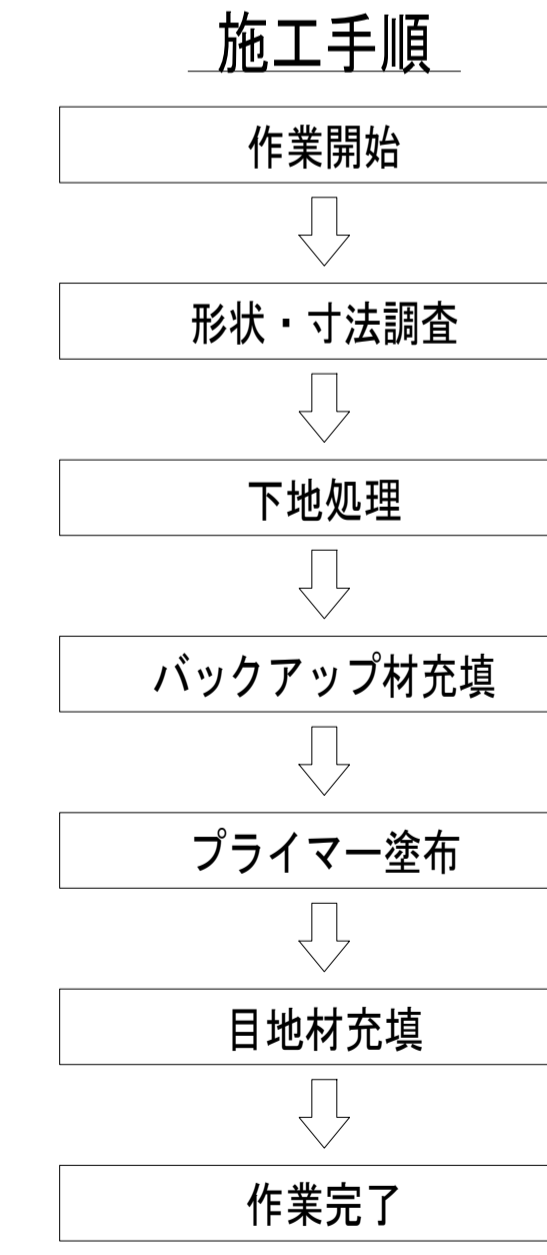 施工手順
作業開始
形状・寸法調査
下地処理
バックアップ材充填
プライマー塗布
目地材充填
作業完了